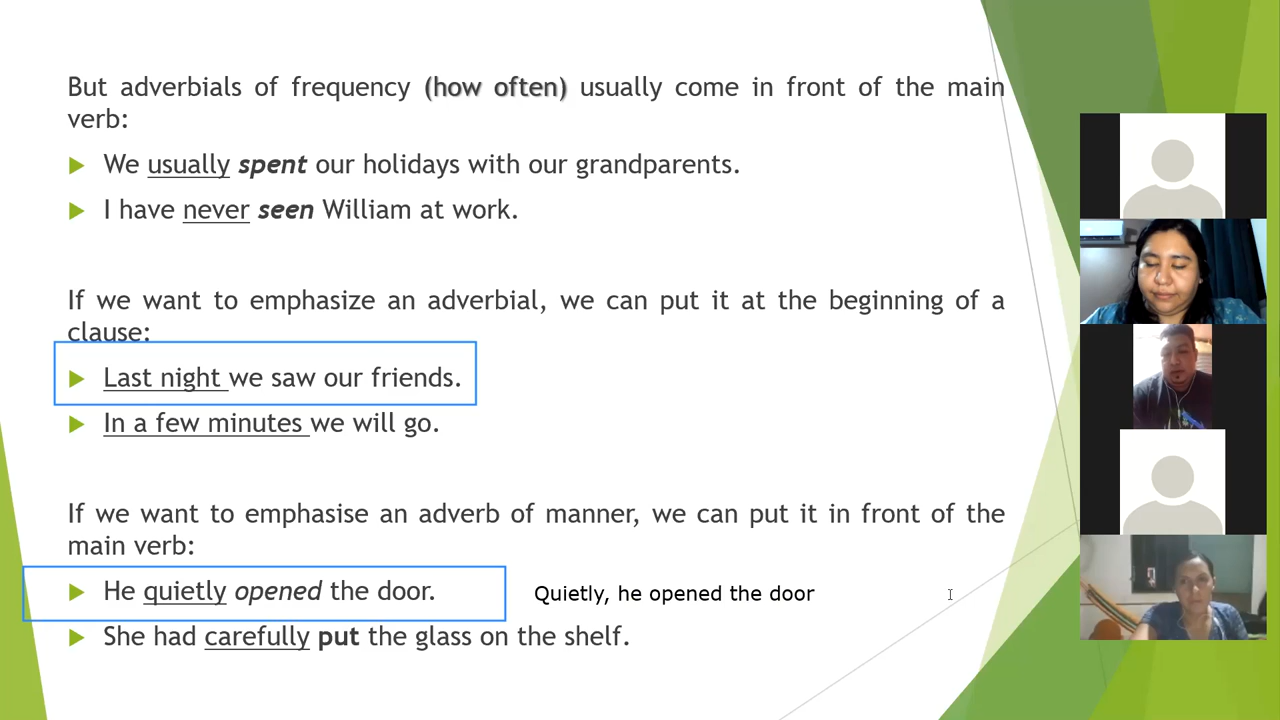 But adverbials of frequency (how often) usually come in front of the main
verb:
We usually spent our holidays with our grandparents.
I have never seen William at work.
If we want to emphasize an adverbial, we can put it at the beginning of a
clause:
Last night we saw our friends.
In a few minutes we will go.
If we want to emphasise an adverb of manner, we can put it in front of the
main verb:
He quietly opened the door.
Quietly, he opened the door
She had carefully put the glass on the shelf.